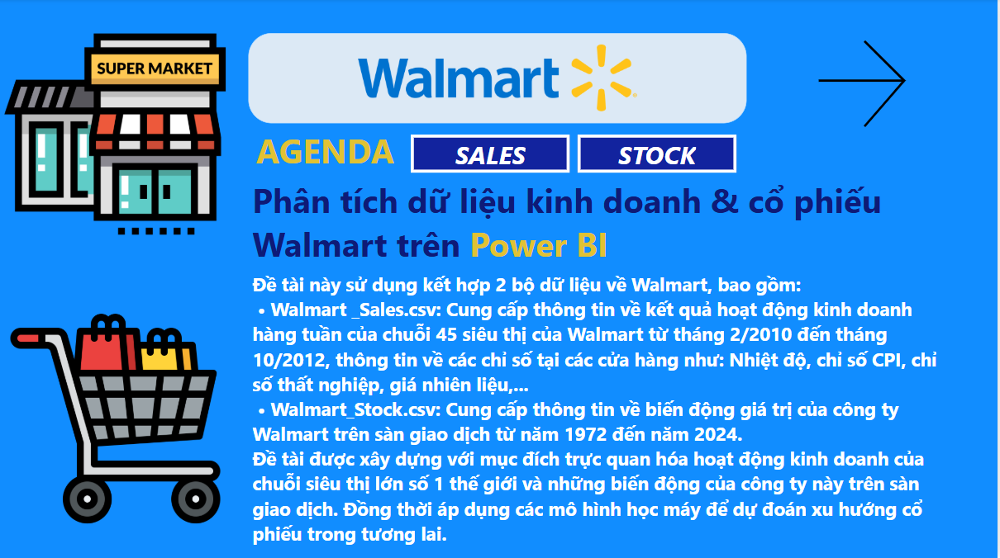 SUPER MARKET
Walmart
AGENDA SALES STOCK
Phân tích dữ liệu kinh doanh & cổ phiếu
Walmart trên Power BI
Đề tài này sử dụng kết hợp 2 bộ dữ liệu về Walmart, bao gồm:
• Walmart _Sales.csv: Cung cấp thông tin về kết quả hoạt động kinh doanh
hàng tuần của chuỗi 45 siêu thị của Walmart từ tháng 2/2010 đến tháng
10/2012, thông tin về các chỉ số tại các cửa hàng như: Nhiệt độ, chỉ số CPI, chỉ
số thất nghiệp, giá nhiên liệu,...
• Walmart_Stock.csv: Cung cấp thông tin về biến động giá trị của công ty
Walmart trên sàn giao dịch từ năm 1972 đến năm 2024.
Đề tài được xây dựng với mục đích trực quan hóa hoạt động kinh doanh của
chuỗi siêu thị lớn số 1 thế giới và những biến động của công ty này trên sàn
giao dịch. Đồng thời áp dụng các mô hình học máy để dự đoán xu hướng cổ
phiếu trong tương lai.